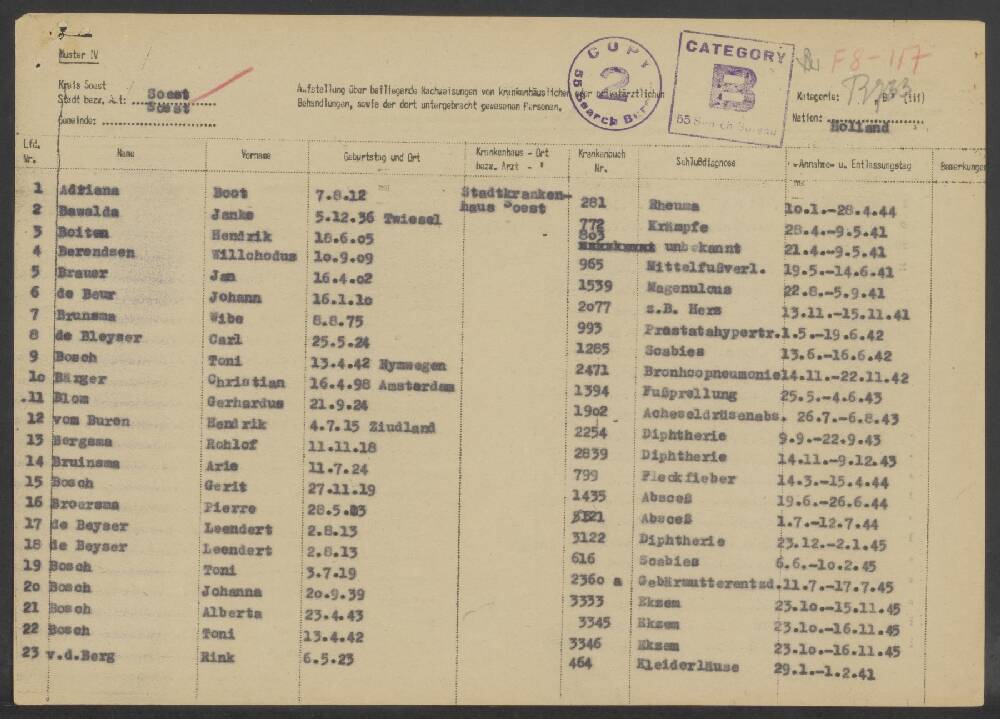 3
Muster IV
COPY 2 55 Search Bureau
CATEGORY B 55 Search Bureau
F8-117
Kreis Soest
Stadt bezw. A.t: Soest
Gemeinde:
Aufstellung über beiliegende Nachweisungen von krankenhäuslicher oder privatärztlichen Behandlungen, sowie der dort untergebracht gewesenen Personen.
Kategorie: B (iii)
Nation: Holland
Lfd. Nr. Name Vorname Geburtstag und Ort Krankenhaus - Ort bezw. Arzt - " Krankenbuch Nr. Schlußdiagnose -Annahme- u. Entlassungstag Bemerkungen
1 Adriana Boot 7.8.12 Stadtkranken-haus Soest 281 Rheuma 10.1.-28.4.44
2 Bawalda Janke 5.12.36 Twiesel 772 Krämpfe 28.4.-9.5.41
3 Boiten Hendrik 18.6.05 803 unbekannt 21.4.-9.5.41
4 Berendsen Willehodus 10.9.09 965 Mittelfußverl. 19.5.-14.6.41
5 Brauer Jan 16.4.02 1539 Magenulcus 22.8.-5.9.41
6 de Beur Johann 16.1.10 2077 z.B. Herz 13.11.-15.11.41
7 Brunsma Wibe 8.8.75 993 Prastatahypertr. 1.5.-19.6.42
8 de Bleyser Carl 25.5.24 1285 Scabies 13.6.-16.6.42
9 Bosch Toni 13.4.42 Nymwegen 2471 Bronhcopneumonie 14.11.-22.11.42
10 Bärger Christian 16.4.98 Amsterdam 1394 Fußprellung 25.5.-4.6.43
11 Blom Gerhardus 21.9.24 1902 Acheseldrüsenabs. 26.7.-6.8.43
12 vom Buren Hendrik 4.7.15 Ziudland 2254 Diphtherie 9.9.-22.9.43
13 Bergsma Rohlof 11.11.18 2839 Diphtherie 14.11.-9.12.43
14 Bruinsma Arie 11.7.24 799 Fleckfieber 14.3.-15.4.44
15 Bosch Gerit 27.11.19 1435 Absceß 19.6.-26.6.44
16 Broersma Pierre 28.5.03 Absceß 1.7.-12.7.44
17 de Beyser Leendert 2.8.13 3122 Diphtherie 23.12.-2.1.45
18 de Beyser Leendert 2.8.13 616 Scabies 6.6.-10.2.45
19 Bosch Toni 3.7.19 2360 a Gebärmutterentzd. 11.7.-17.7.45
20 Bosch Johanna 20.9.39 3333 Ekzem 23.10.-15.11.45
21 Bosch Alberta 23.4.43 3345 Ekzem 23.10.-16.11.45
22 Bosch Toni 13.4.42 3346 Ekzem 23.10.-16.11.45
23 v.d.Berg Rink 6.5.23 464 Kleiderläuse 29.1.-1.2.41